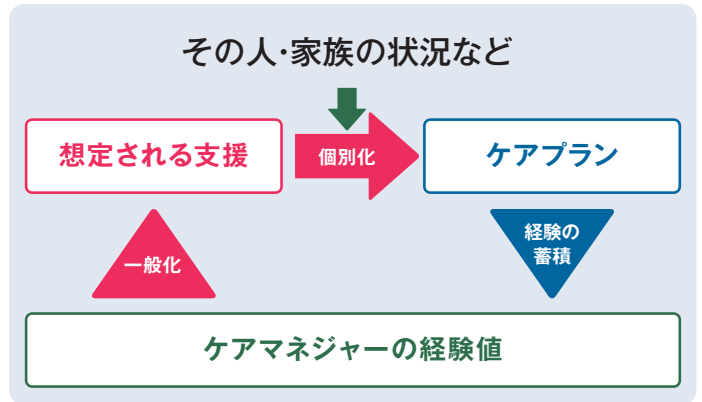 その人・家族の状況など
想定される支援
個別化
ケアプラン
一般化
経験の
蓄積
ケアマネジャーの経験値